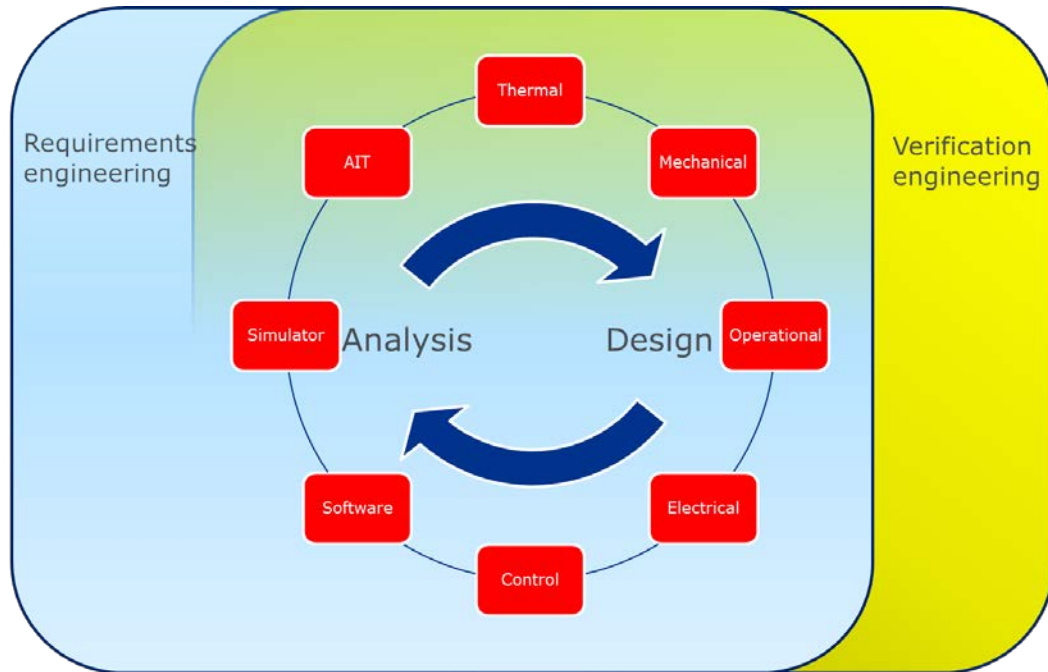 Thermal
Requirements
engineering
AIT
Mechanical
Verification
engineering
Simulator
Analysis
Design
Operational
Software
Electrical
Control